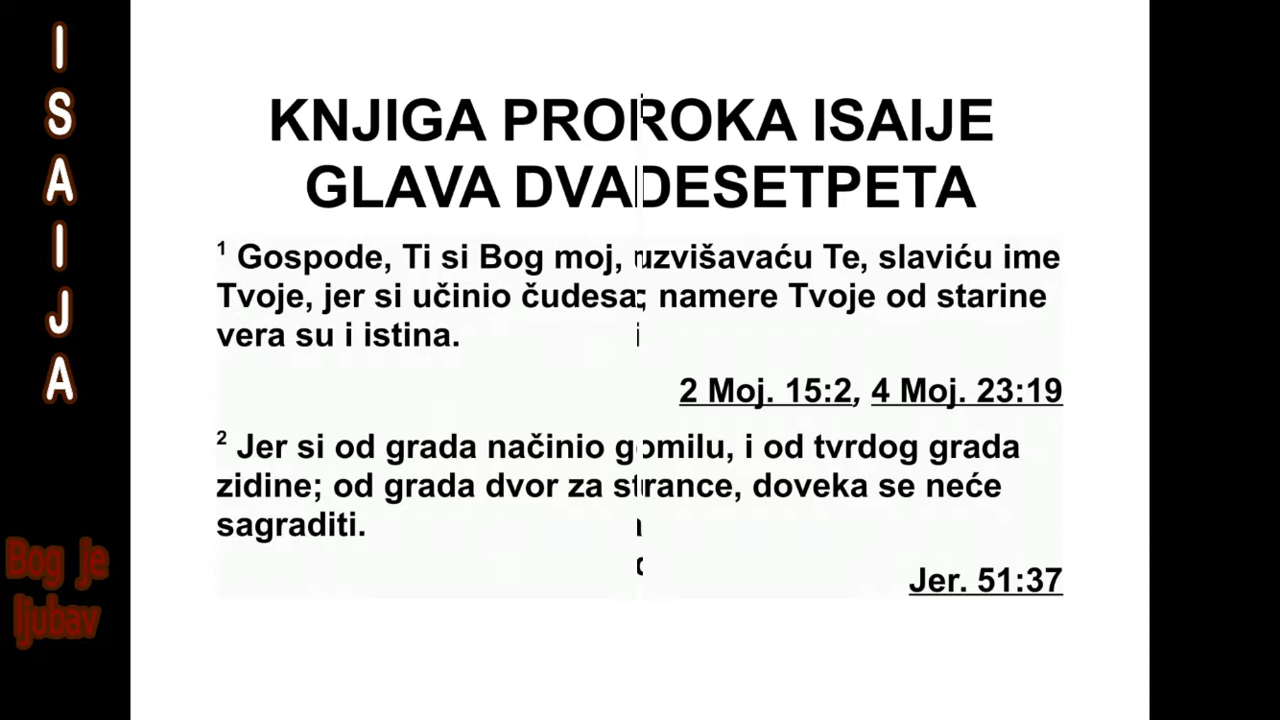 ISAIJA
Bog je
ljubav
KNJIGA PROROKA ISAIJE
GLAVA DVADESETPETA
1 Gospode, Ti si Bog moj, uzvišavaću Te, slaviću ime
Tvoje, jer si učinio čudesa; namere Tvoje od starine
vera su i istina.
2 Moj. 15:2, 4 Moj. 23:19
2 Jer si od grada načinio gomilu, i od tvrdog grada
zidine; od grada dvor za strance, doveka se neće
sagraditi.
Jer. 51:37